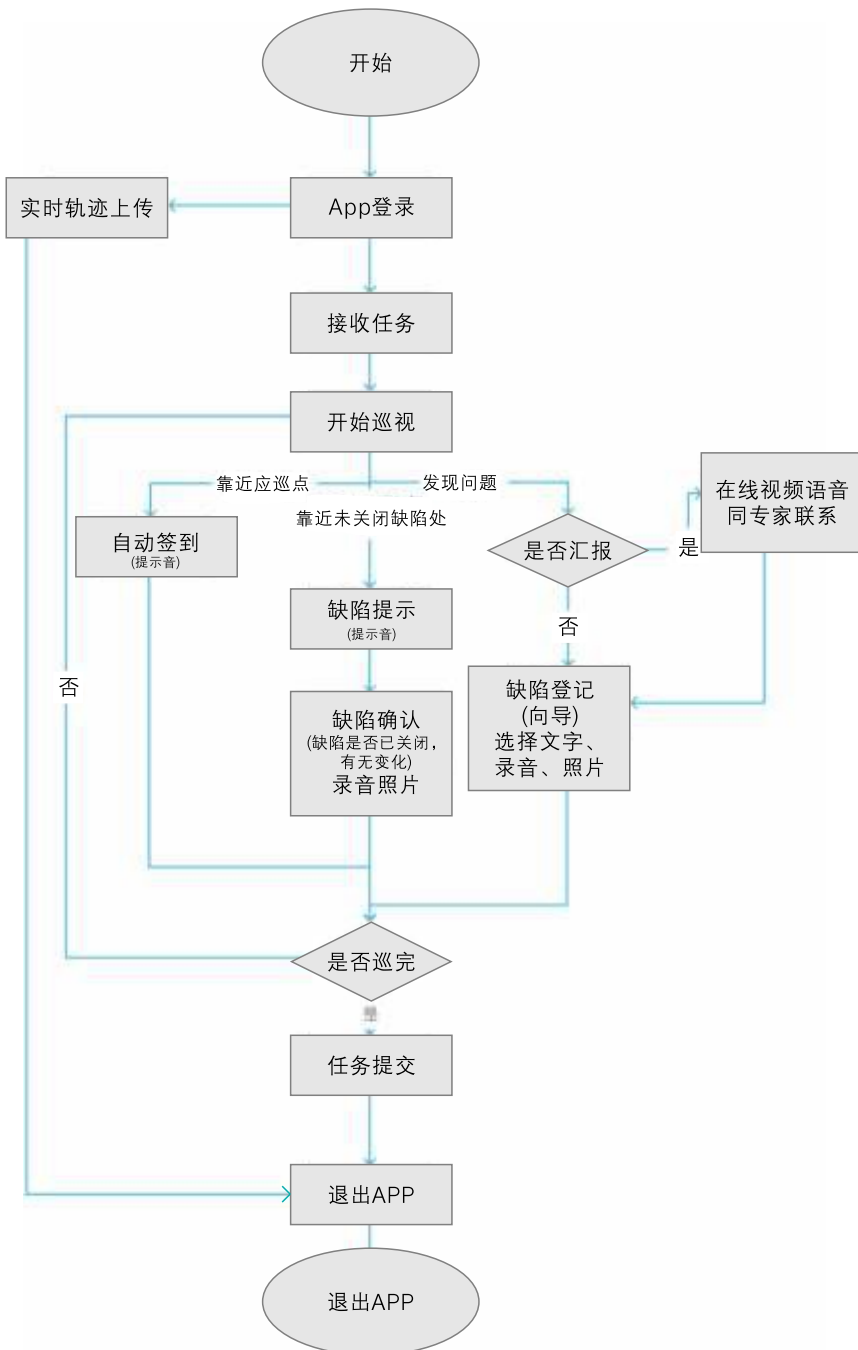 开始
实时轨迹上传
App登录
接收任务
开始巡视
靠近应巡点
发现问题
靠近未关闭缺陷处
自动签到
(提示音)
是否汇报
是
在线视频语音
同专家联系
缺陷提示
(提示音)
否
否
缺陷确认
(缺陷是否已关闭，
有无变化)
录音照片
缺陷登记
(向导)
选择文字、
录音、照片
是否巡完
是
任务提交
退出APP
退出APP